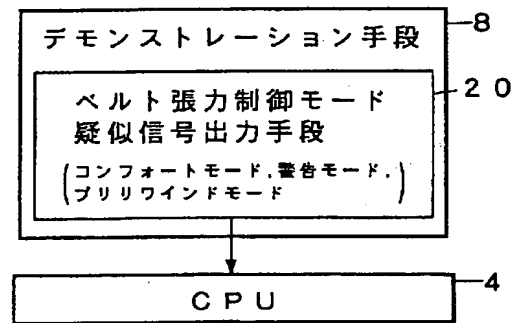 デモンストレーション手段
8
ベルト張力制御モード
疑似信号出力手段
(コンフォートモード,警告モード,
プリリワインドモード)
20
CPU
4